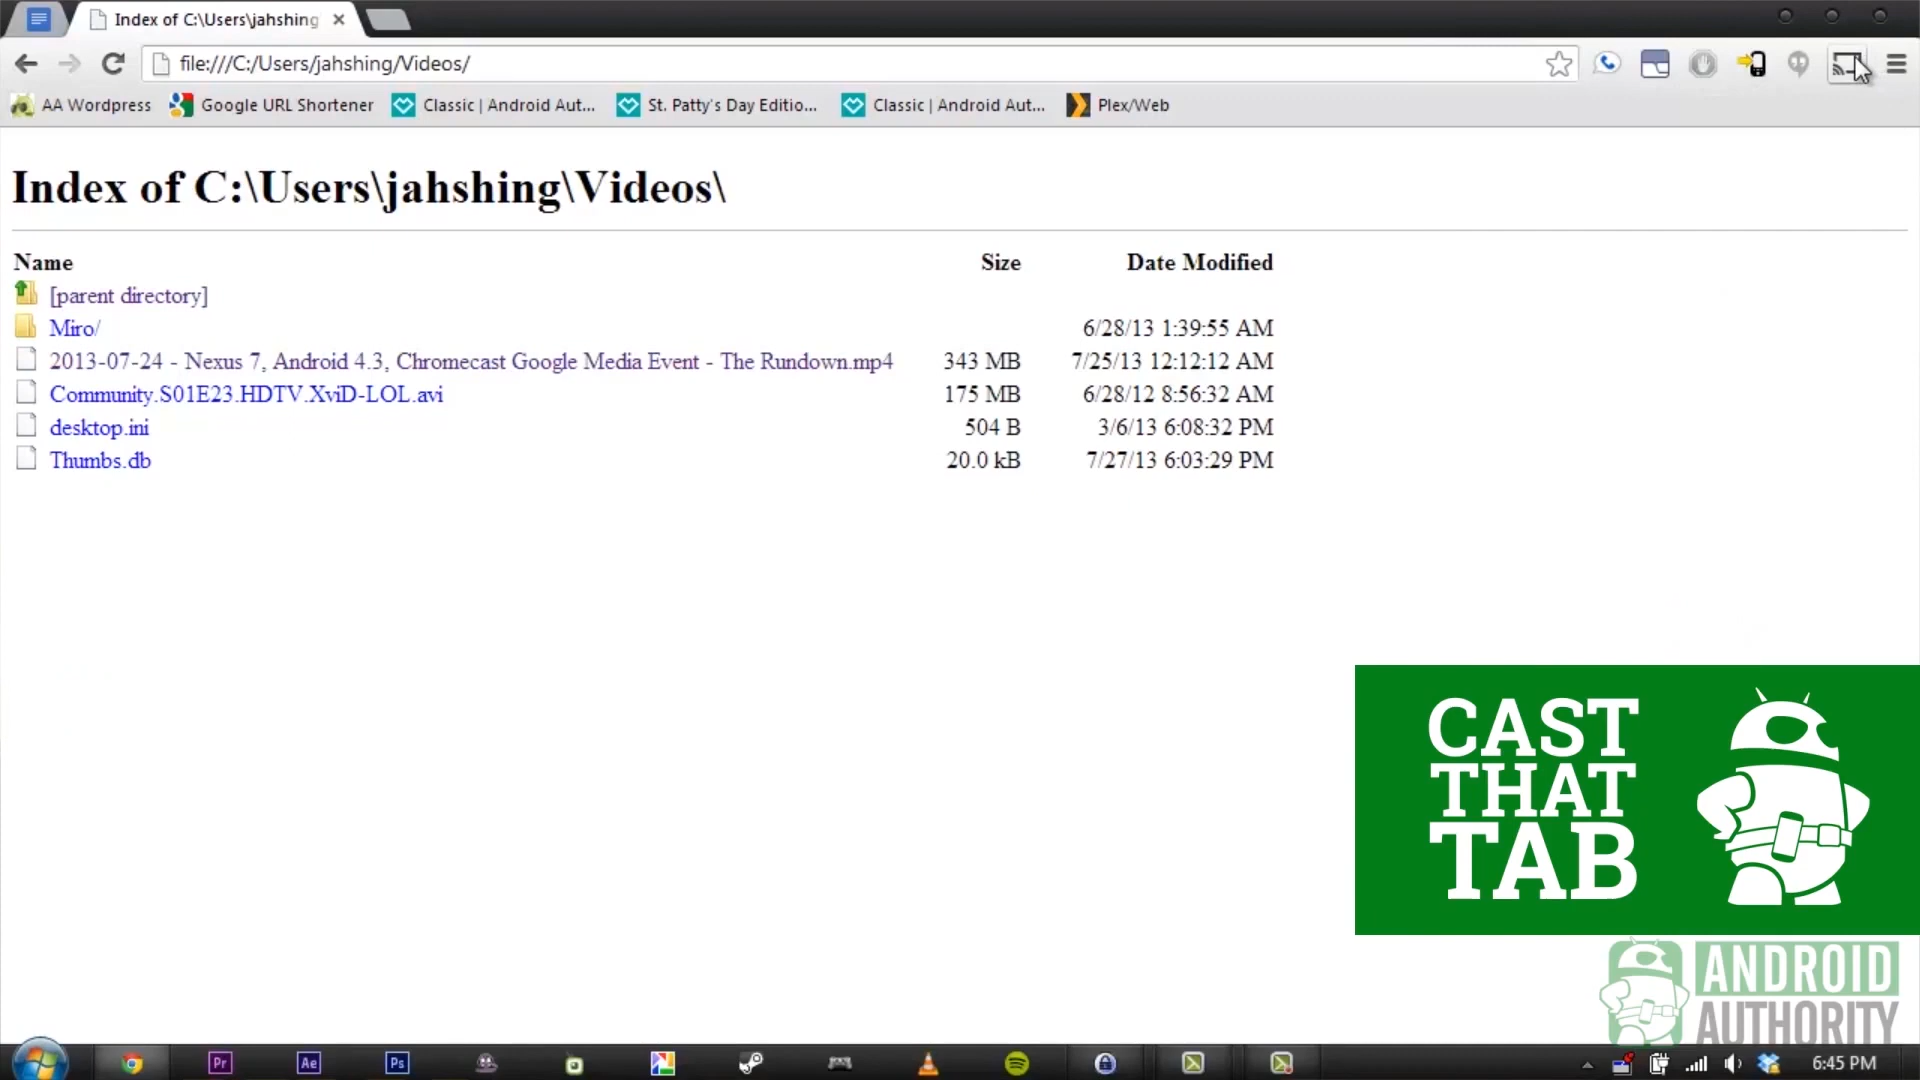 Index of C:\Users\jahshing
file:///C:/Users/jahshing/Videos/
AA Wordpress Google URL Shortener Classic | Android Aut... St. Patty's Day Editio... Classic | Android Aut... Plex/Web
Index of C:\Users\jahshing\Videos\
Name Size Date Modified
[parent directory]
Miro/ 6/28/13 1:39:55 AM
2013-07-24 - Nexus 7, Android 4.3, Chromecast Google Media Event - The Rundown.mp4 343 MB 7/25/13 12:12:12 AM
Community.S01E23.HDTV.XviD-LOL.avi 175 MB 6/28/12 8:56:32 AM
desktop.ini 504 B 3/6/13 6:08:32 PM
Thumbs.db 20.0 kB 7/27/13 6:03:29 PM
CAST
THAT
TAB
ANDROID
AUTHORITY
Pr Ae Ps 6:45 PM